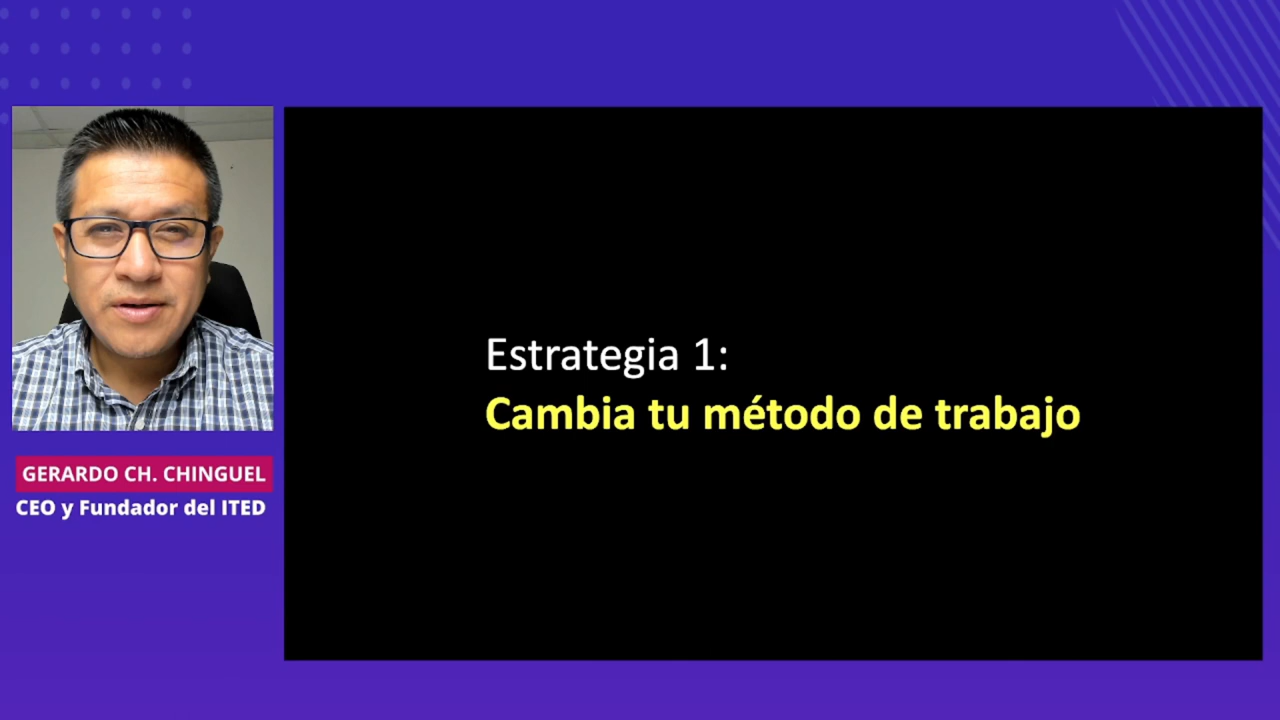 GERARDO CH. CHINGUEL
CEO y Fundador del ITED
Estrategia 1:
Cambia tu método de trabajo